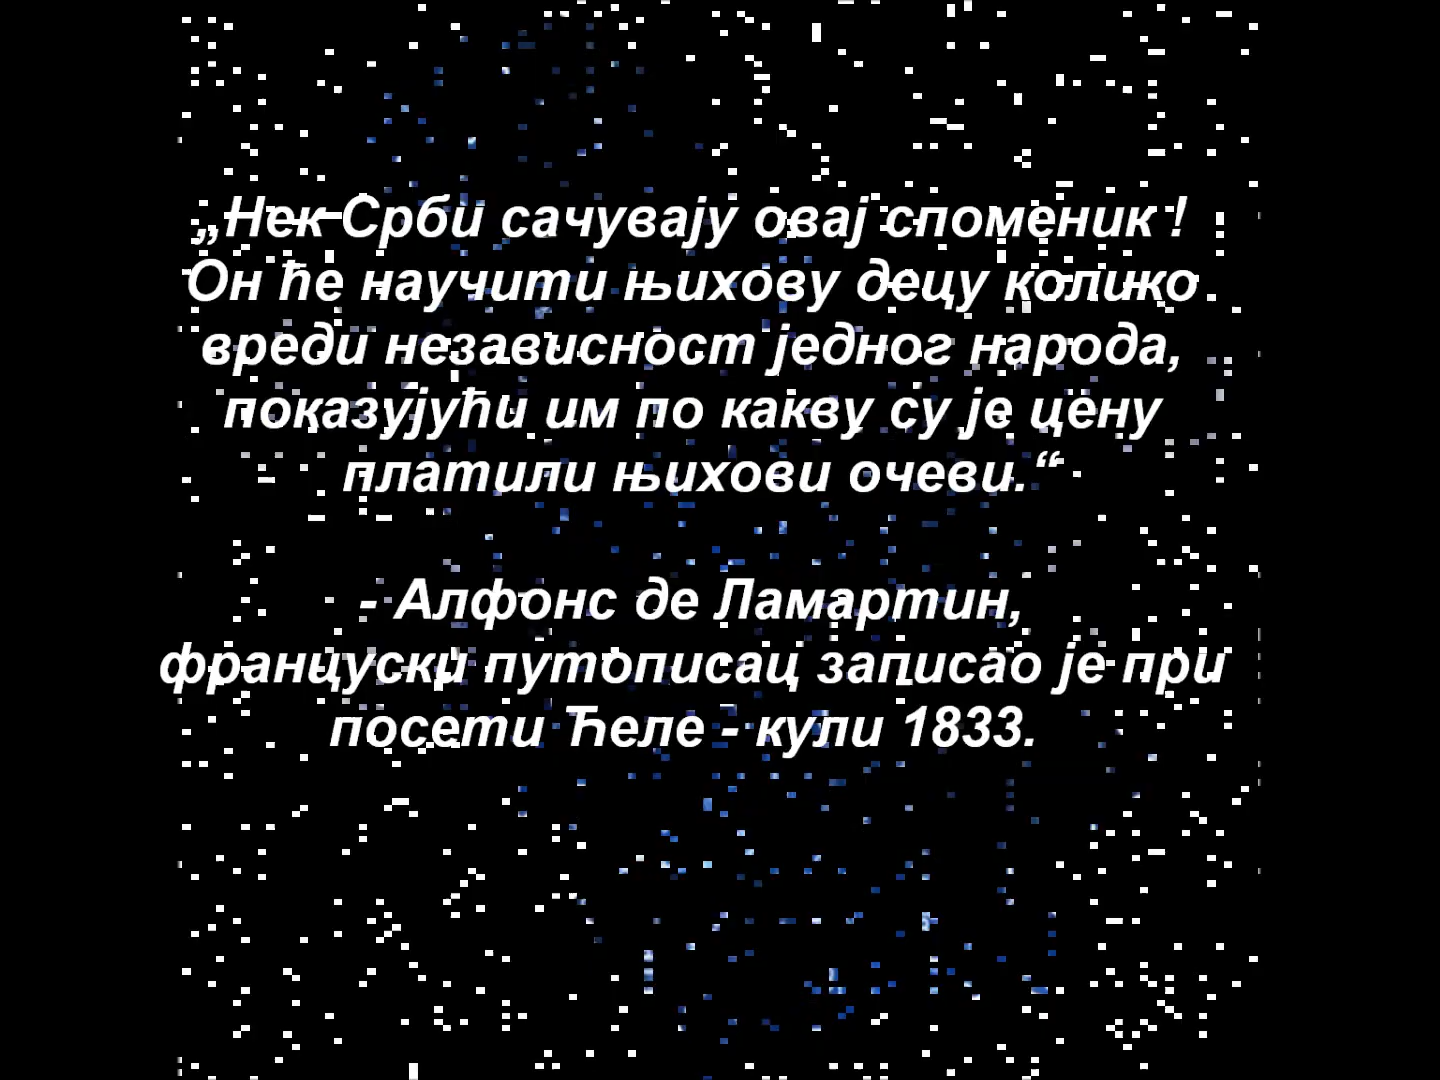 „Нек Срби сачувају овај споменик !
Он ће научити њихову децу колико
вреди независност једног народа,
показујући им по какву су је цену
платили њихови очеви.“
- Алфонс де Ламартин,
француски путописац записао је при
посети Ћеле - кули 1833.